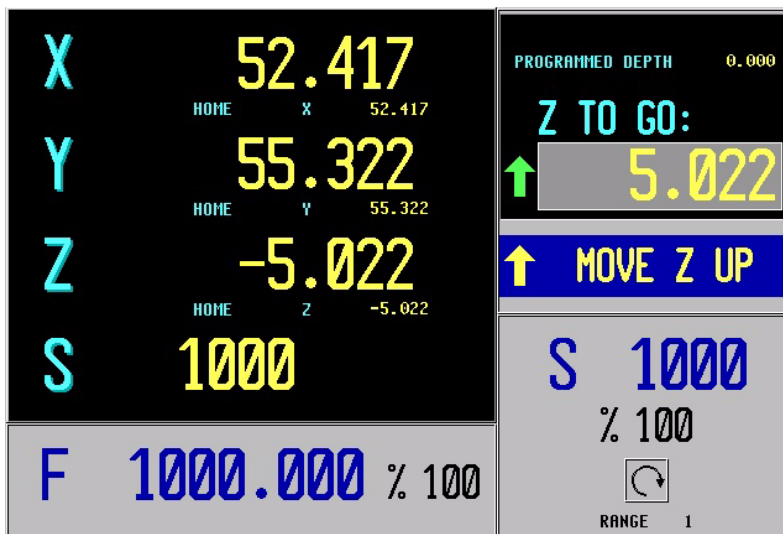 X 52.417
HOME X 52.417
Y 55.322
HOME Y 55.322
Z -5.022
HOME Z -5.022
S 1000
F 1000.000 % 100
PROGRAMMED DEPTH 0.000
Z TO GO:
5.022
MOVE Z UP
S 1000
% 100
RANGE 1